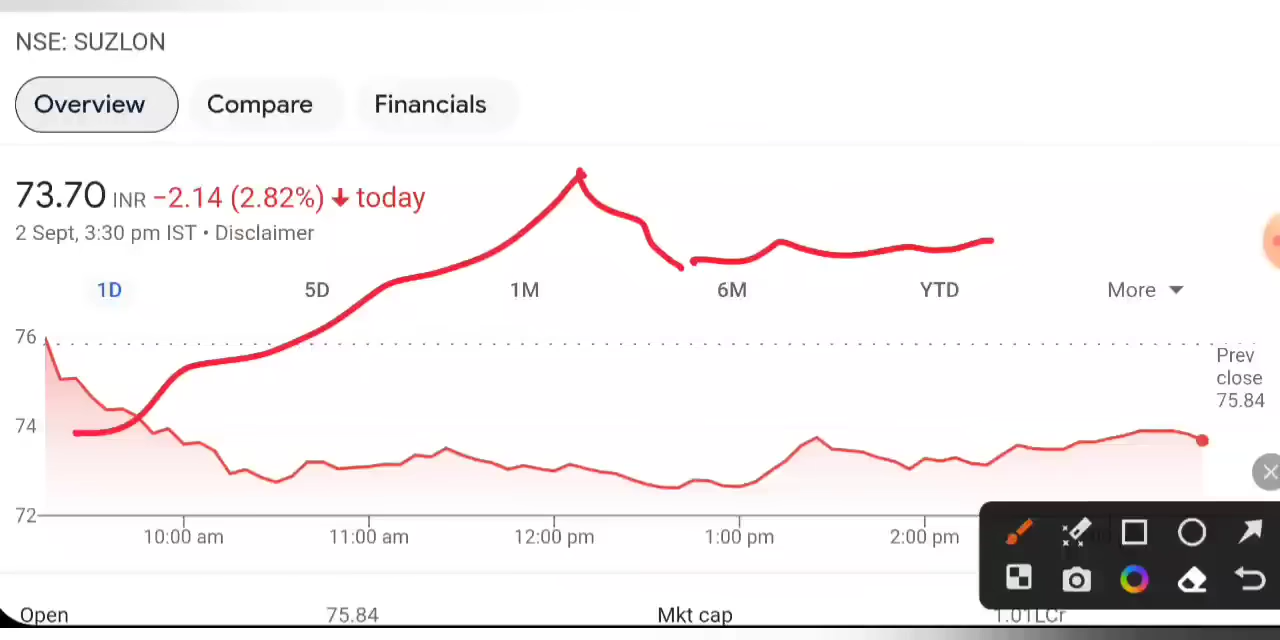 NSE: SUZLON
Overview Compare Financials
73.70 INR −2.14 (2.82%) ↓ today
2 Sept, 3:30 pm IST • Disclaimer
1D 5D 1M 6M YTD More
76
Prev
close
75.84
74
72
10:00 am 11:00 am 12:00 pm 1:00 pm 2:00 pm
Open 75.84 Mkt cap 1.01LCr